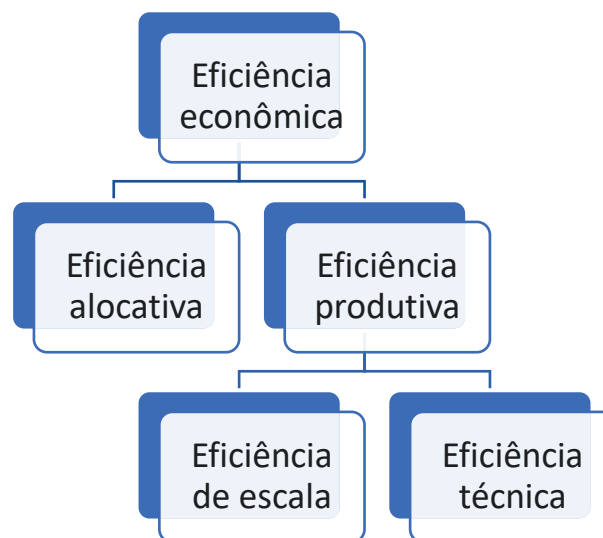 Eficiência
econômica
Eficiência
alocativa
Eficiência
produtiva
Eficiência
de escala
Eficiência
técnica